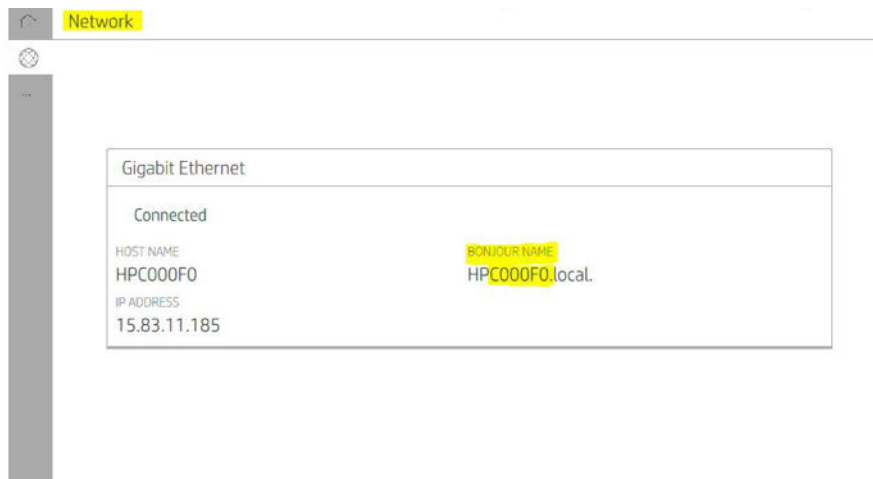 Network
...
Gigabit Ethernet
Connected
HOST NAME
HPC000F0
BONJOUR NAME
HPC000F0.local.
IP ADDRESS
15.83.11.185